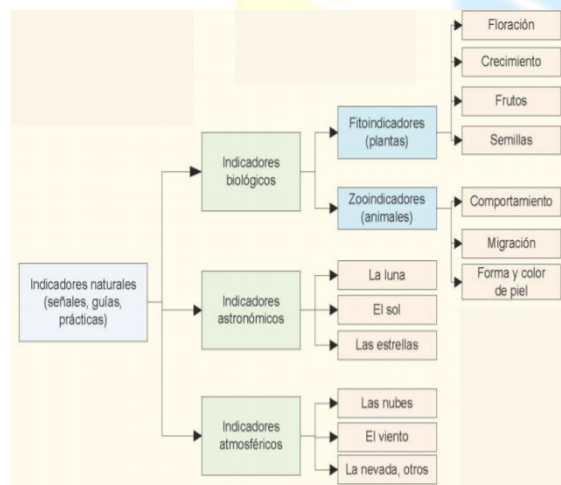 Indicadores naturales
(señales, guías,
prácticas)
Indicadores
biológicos
Fitoindicadores
(plantas)
Floración
Crecimiento
Frutos
Semillas
Zooindicadores
(animales)
Comportamiento
Migración
Forma y color
de piel
Indicadores
astronómicos
La luna
El sol
Las estrellas
Indicadores
atmosféricos
Las nubes
El viento
La nevada, otros